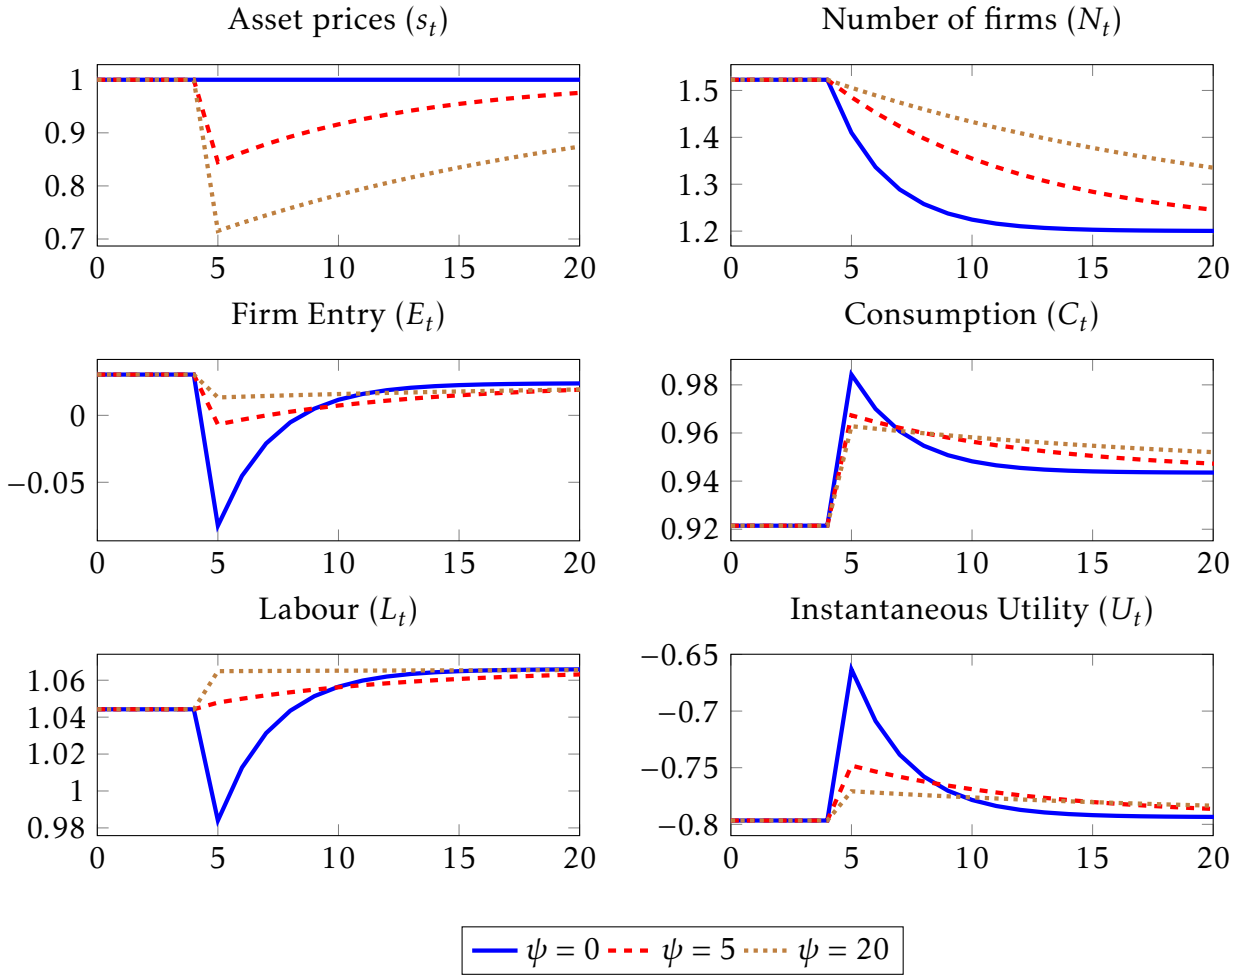 Asset prices (s_t)
1
0.9
0.8
0.7
0 5 10 15 20
Number of firms (N_t)
1.5
1.4
1.3
1.2
0 5 10 15 20
Firm Entry (E_t)
0
−0.05
0 5 10 15 20
Consumption (C_t)
0.98
0.96
0.94
0.92
0 5 10 15 20
Labour (L_t)
1.06
1.04
1.02
1
0.98
0 5 10 15 20
Instantaneous Utility (U_t)
−0.65
−0.7
−0.75
−0.8
0 5 10 15 20
ψ = 0 ψ = 5 ψ = 20